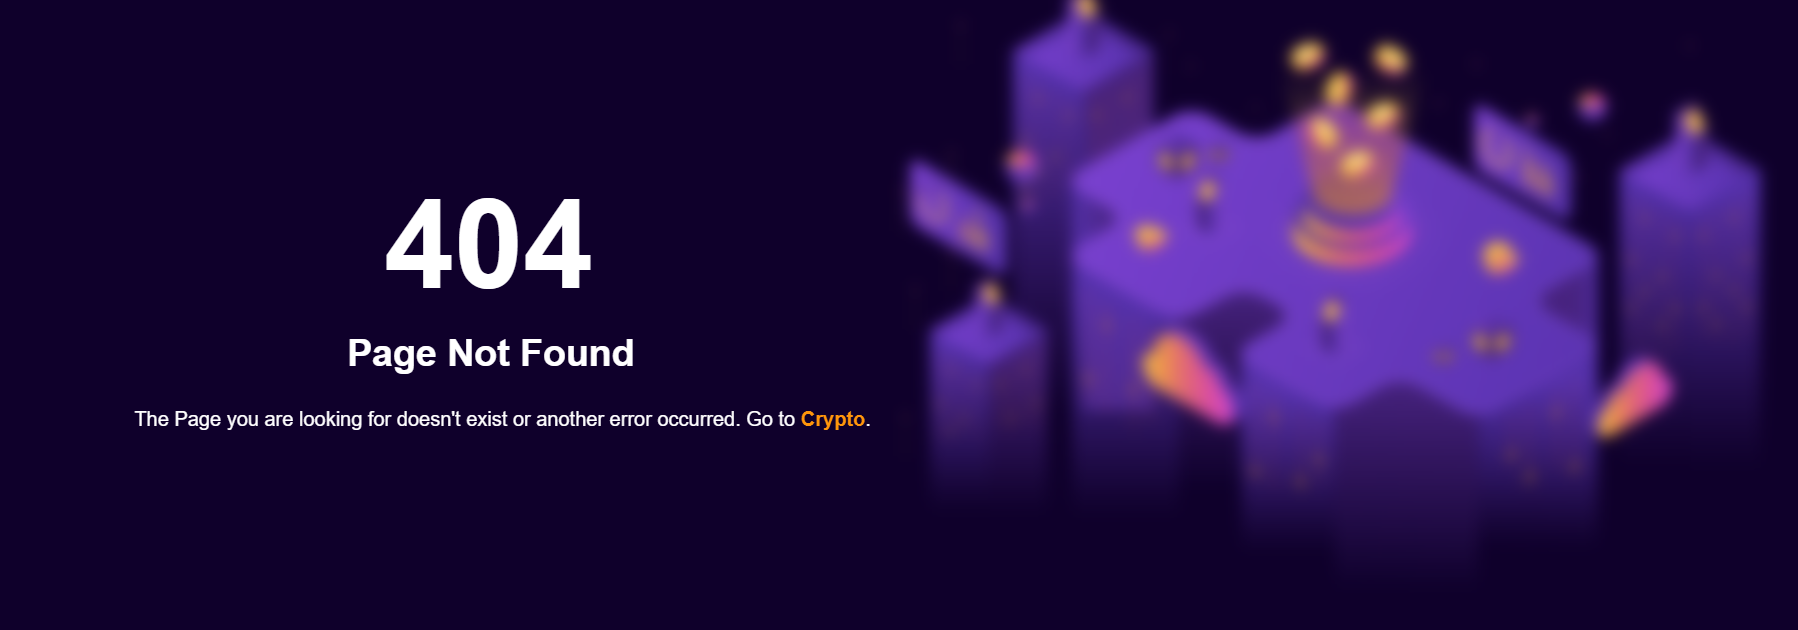 404
Page Not Found
The Page you are looking for doesn't exist or another error occurred. Go to Crypto.